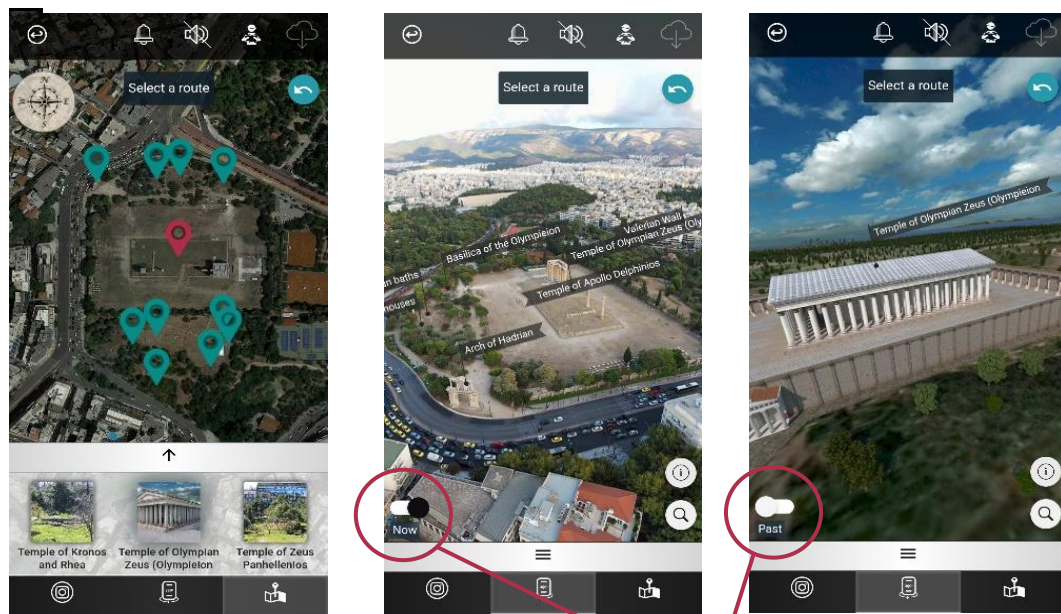 Select a route
Temple of Kronos
and Rhea
Temple of Olympian
Zeus (Olympieion
Temple of Zeus
Panhellenios
Select a route
Valerian Wall
Basilica of the Olympieion
Temple of Olympian Zeus (Oly
an baths
Temple of Apollo Delphinios
houses
Arch of Hadrian
Now
Select a route
Temple of Olympian Zeus (Olympieion
Past